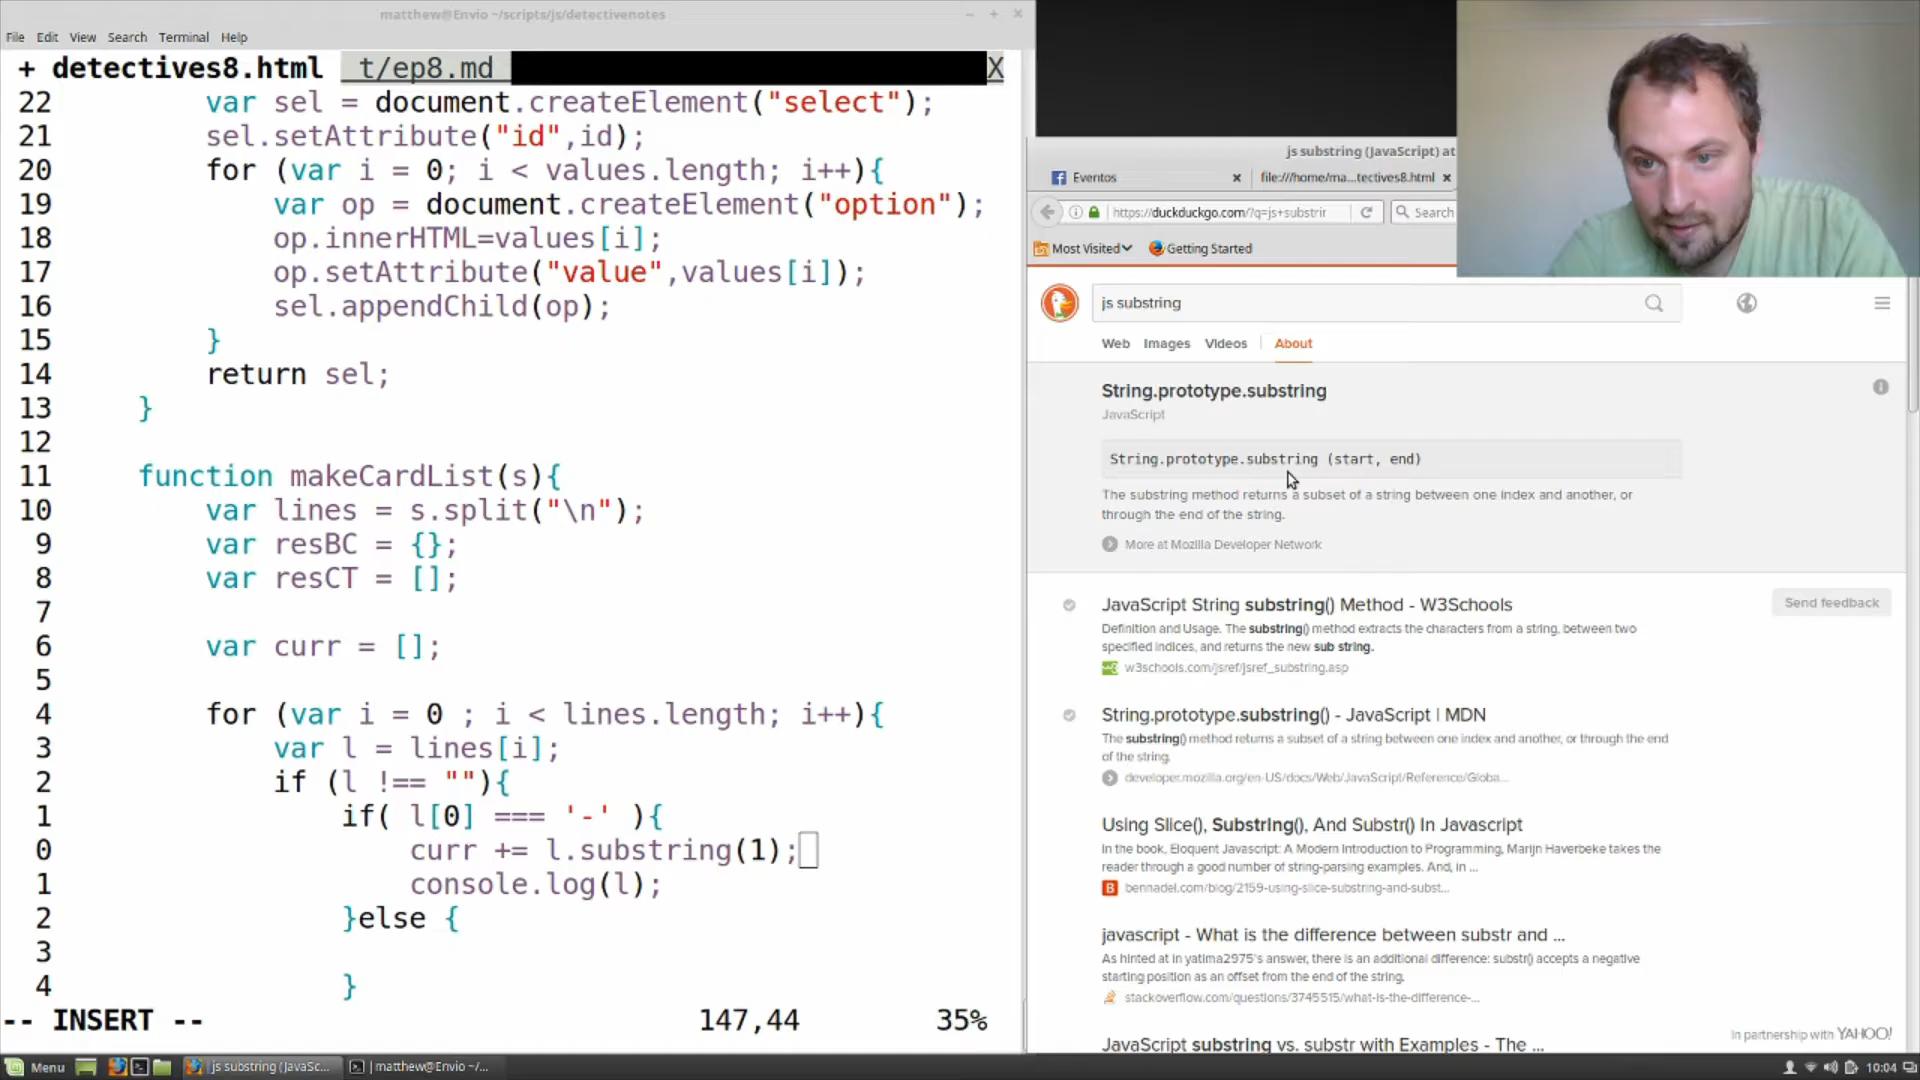 matthew@Envio ~/scripts/js/detectivenotes
File Edit View Search Terminal Help
+ detectives8.html t/ep8.md X
22 var sel = document.createElement("select");
21 sel.setAttribute("id",id);
20 for (var i = 0; i < values.length; i++){
19 var op = document.createElement("option");
18 op.innerHTML=values[i];
17 op.setAttribute("value",values[i]);
16 sel.appendChild(op);
15 }
14 return sel;
13 }
12
11 function makeCardList(s){
10 var lines = s.split("\n");
9 var resBC = {};
8 var resCT = [];
7
6 var curr = [];
5
4 for (var i = 0 ; i < lines.length; i++){
3 var l = lines[i];
2 if (l !== ""){
1 if( l[0] === '-' ){
0 curr += l.substring(1);
1 console.log(l);
2 }else {
3
4 }
-- INSERT -- 147,44 35%
js substring (JavaScript) at
Eventos × file:///home/ma...tectives8.html ×
https://duckduckgo.com/?q=js+substrir Search
Most Visited Getting Started
js substring
Web Images Videos About
String.prototype.substring
JavaScript
String.prototype.substring (start, end)
The substring method returns a subset of a string between one index and another, or
through the end of the string.
More at Mozilla Developer Network
JavaScript String substring() Method - W3Schools
Send feedback
Definition and Usage. The substring() method extracts the characters from a string, between two
specified indices, and returns the new sub string.
w3schools.com/jsref/jsref_substring.asp
String.prototype.substring() - JavaScript | MDN
The substring() method returns a subset of a string between one index and another, or through the end
of the string.
developer.mozilla.org/en-US/docs/Web/JavaScript/Reference/Globa...
Using Slice(), Substring(), And Substr() In Javascript
In the book, Eloquent Javascript: A Modern Introduction to Programming, Marijn Haverbeke takes the
reader through a good number of string-parsing examples. And, in ...
B bennadel.com/blog/2159-using-slice-substring-and-subst...
javascript - What is the difference between substr and ...
As hinted at in yatima2975's answer, there is an additional difference: substr() accepts a negative
starting position as an offset from the end of the string.
stackoverflow.com/questions/3745515/what-is-the-difference-...
In partnership with YAHOO!
JavaScript substring vs. substr with Examples - The ...
Menu js substring (JavaSc... matthew@Envio ~/... 10:04